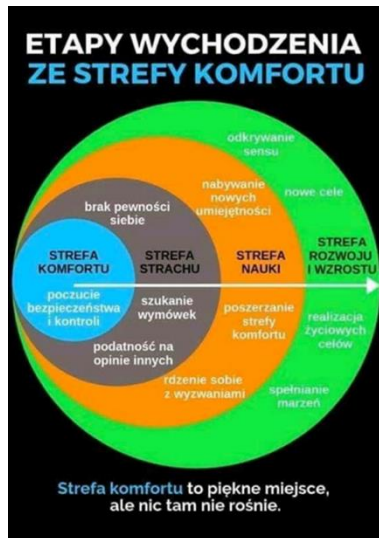 ETAPY WYCHODZENIA
ZE STREFY KOMFORTU
odkrywanie
sensu
nabywanie
nowych
umiejętności
nowe cele
brak pewności
siebie
STREFA
KOMFORTU
STREFA
STRACHU
STREFA
NAUKI
STREFA
ROZWOJU
I WZROSTU
poczucie
bezpieczeństwa
i kontroli
szukanie
wymówek
poszerzanie
strefy
komfortu
realizacja
życiowych
celów
podatność na
opinie innych
rdzenie sobie
z wyzwaniami
spełnianie
marzeń
Strefa komfortu to piękne miejsce,
ale nic tam nie rośnie.